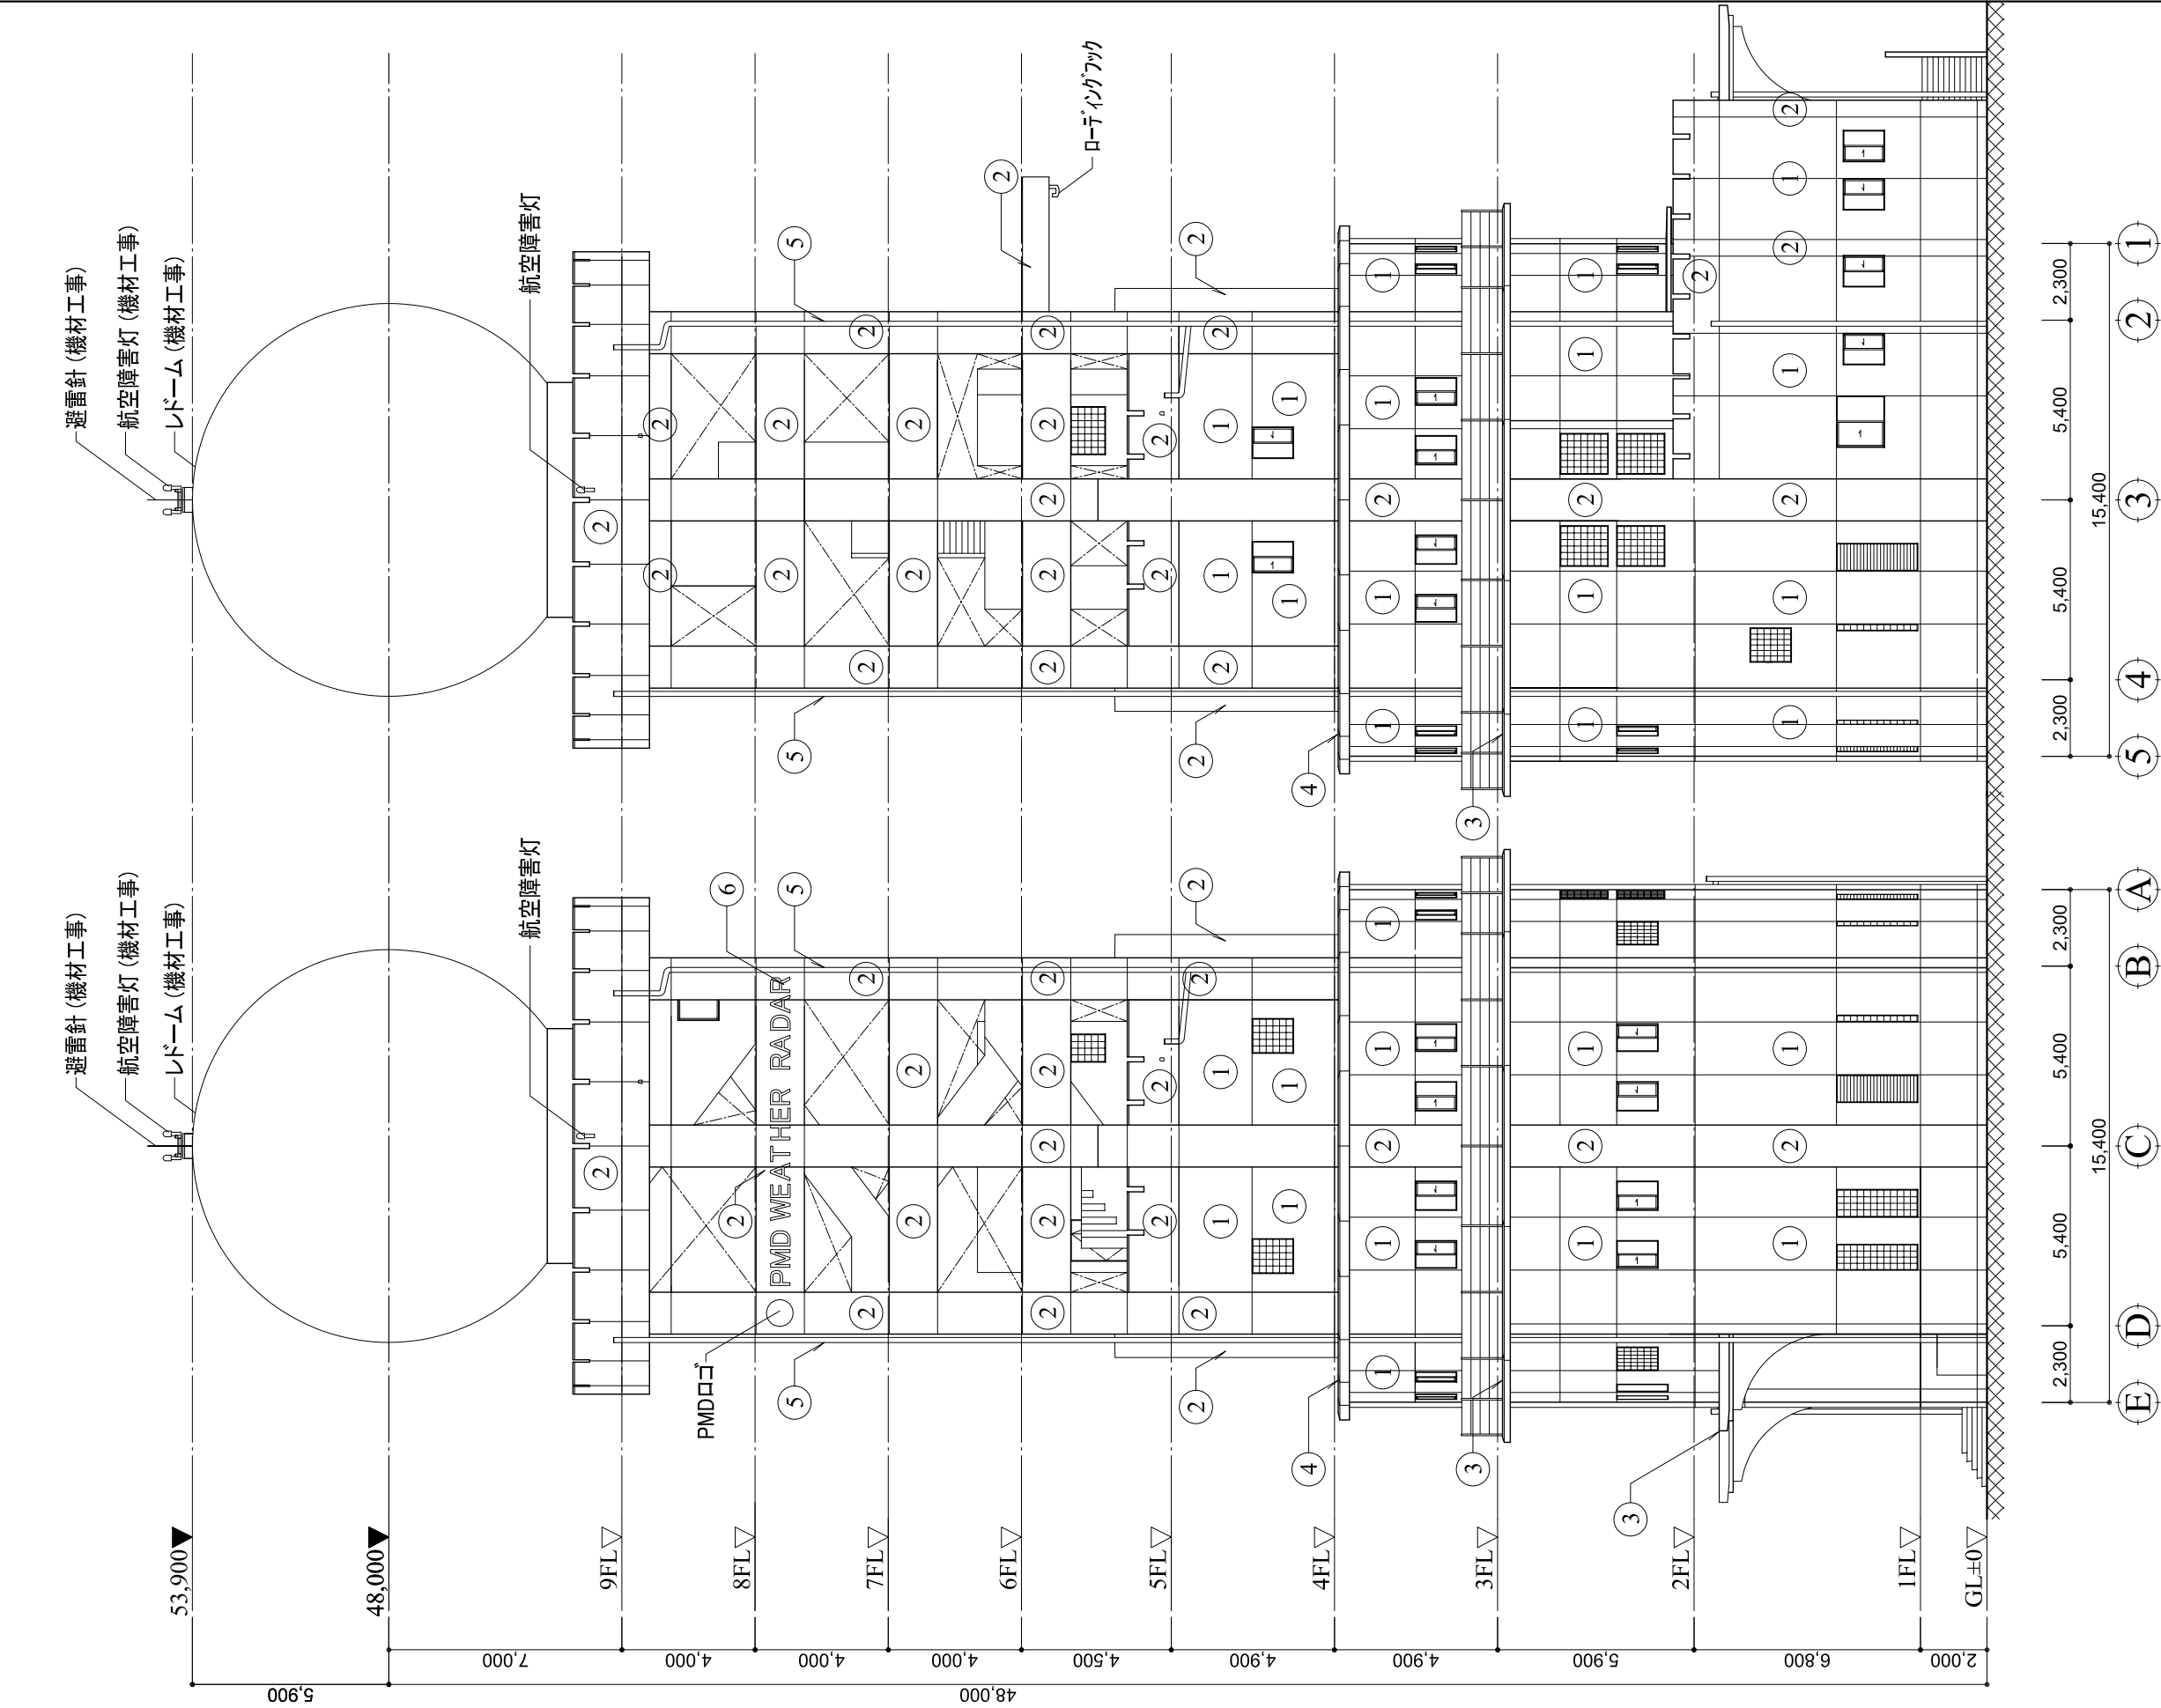 避雷針(機材工事)
航空障害灯(機材工事)
レドーム(機材工事)
航空障害灯
ローディングフック
避雷針(機材工事)
航空障害灯(機材工事)
レドーム(機材工事)
航空障害灯
PMDロゴ
PMD WEATHER RADAR
53,900
48,000
9FL
8FL
7FL
6FL
5FL
4FL
3FL
2FL
1FL
GL±0
5,900
7,000
4,000
4,000
4,000
4,500
4,900
4,900
5,900
6,800
2,000
48,000
E D C B A
2,300 5,400 5,400 2,300
15,400
5 4 3 2 1
2,300 5,400 5,400 2,300
15,400
1
2
3
4
5
6